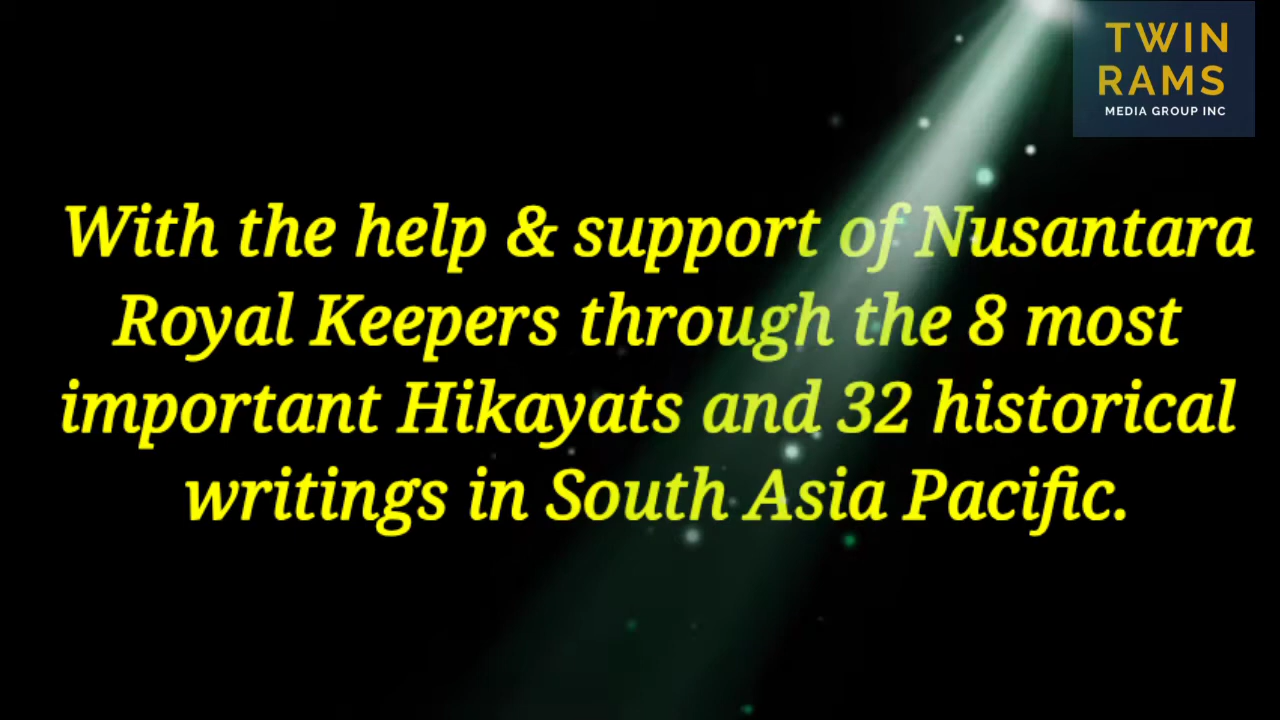 TWIN
RAMS
MEDIA GROUP INC
With the help & support of Nusantara
Royal Keepers through the 8 most
important Hikayats and 32 historical
writings in South Asia Pacific.